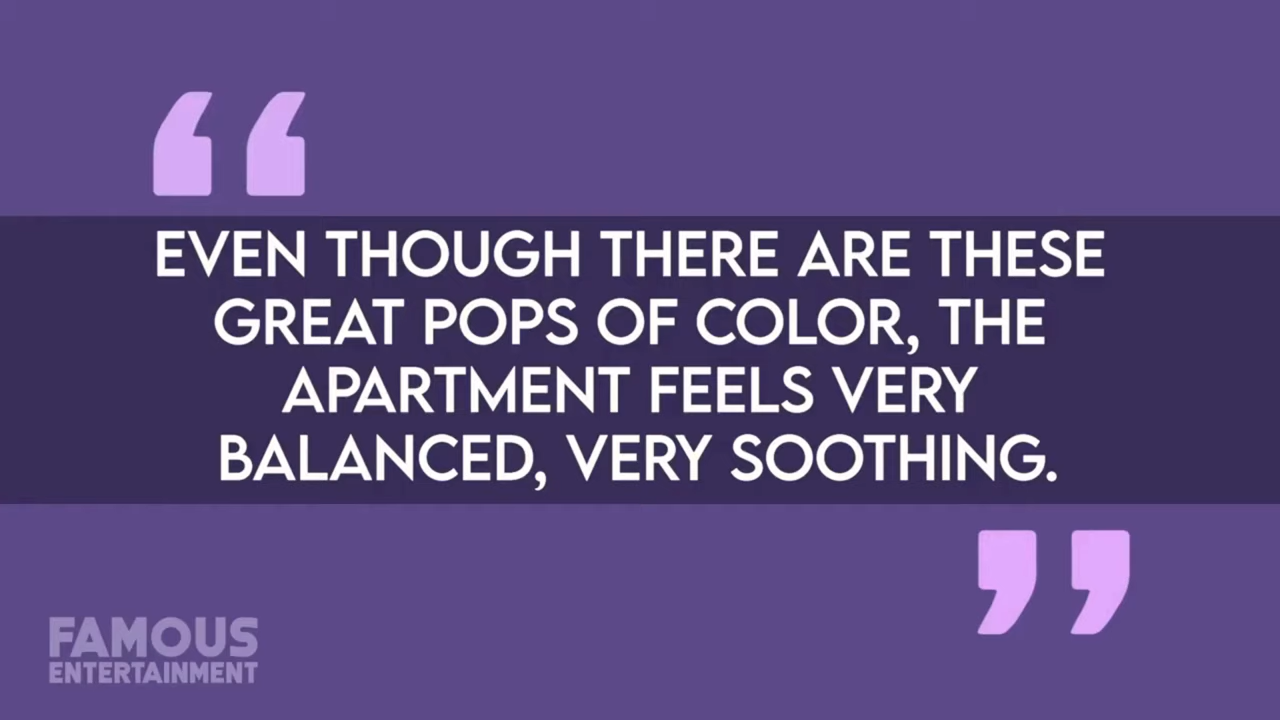 “
EVEN THOUGH THERE ARE THESE
GREAT POPS OF COLOR, THE
APARTMENT FEELS VERY
BALANCED, VERY SOOTHING.
”
FAMOUS
ENTERTAINMENT